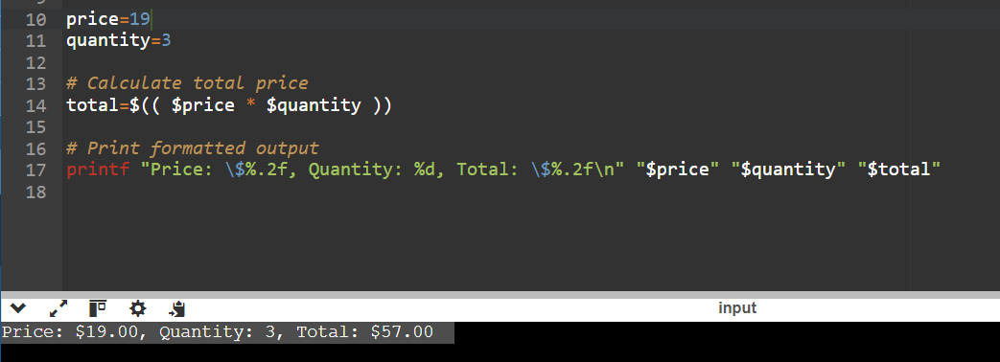 10 price=19
11 quantity=3
12
13 # Calculate total price
14 total=$(( $price * $quantity ))
15
16 # Print formatted output
17 printf "Price: \$%.2f, Quantity: %d, Total: \$%.2f\n" "$price" "$quantity" "$total"
18
input
Price: $19.00, Quantity: 3, Total: $57.00